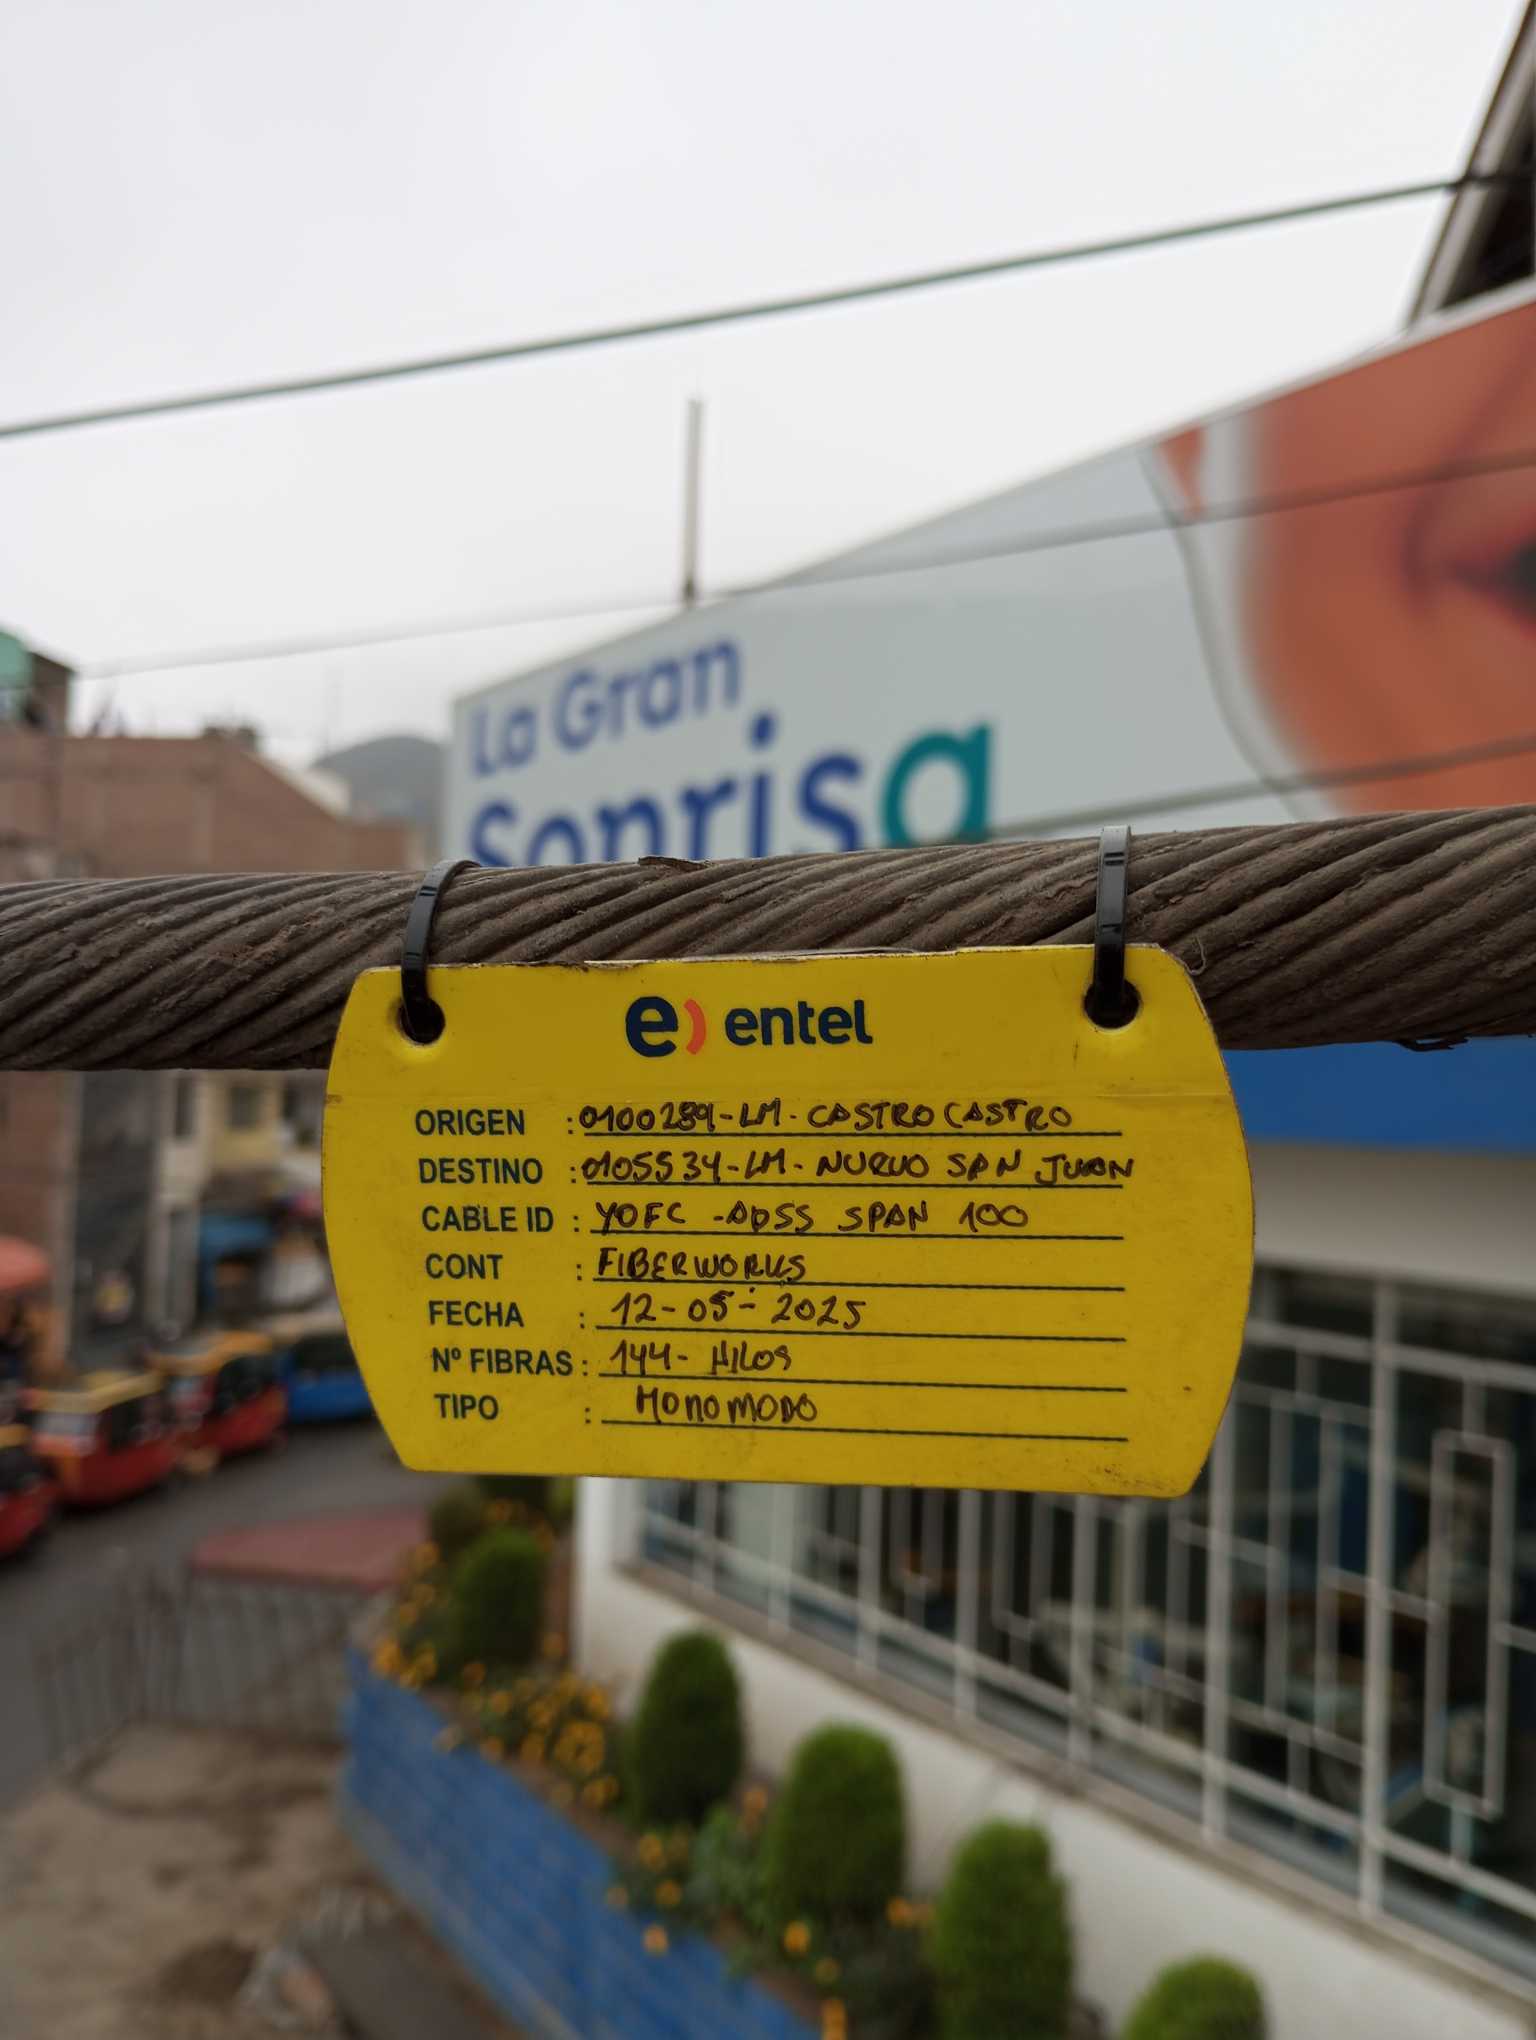 La Gran
Sonrisa
e) entel
ORIGEN : 0100289-LM- CASTRO CASTRO
DESTINO : 0105534-LM- NUEVO SAN JUAN
CABLE ID : YOFC -ADSS SPAN 100
CONT : FIBERWORKS
FECHA : 12-05-2025
Nº FIBRAS : 144- HILOS
TIPO : MONOMODO